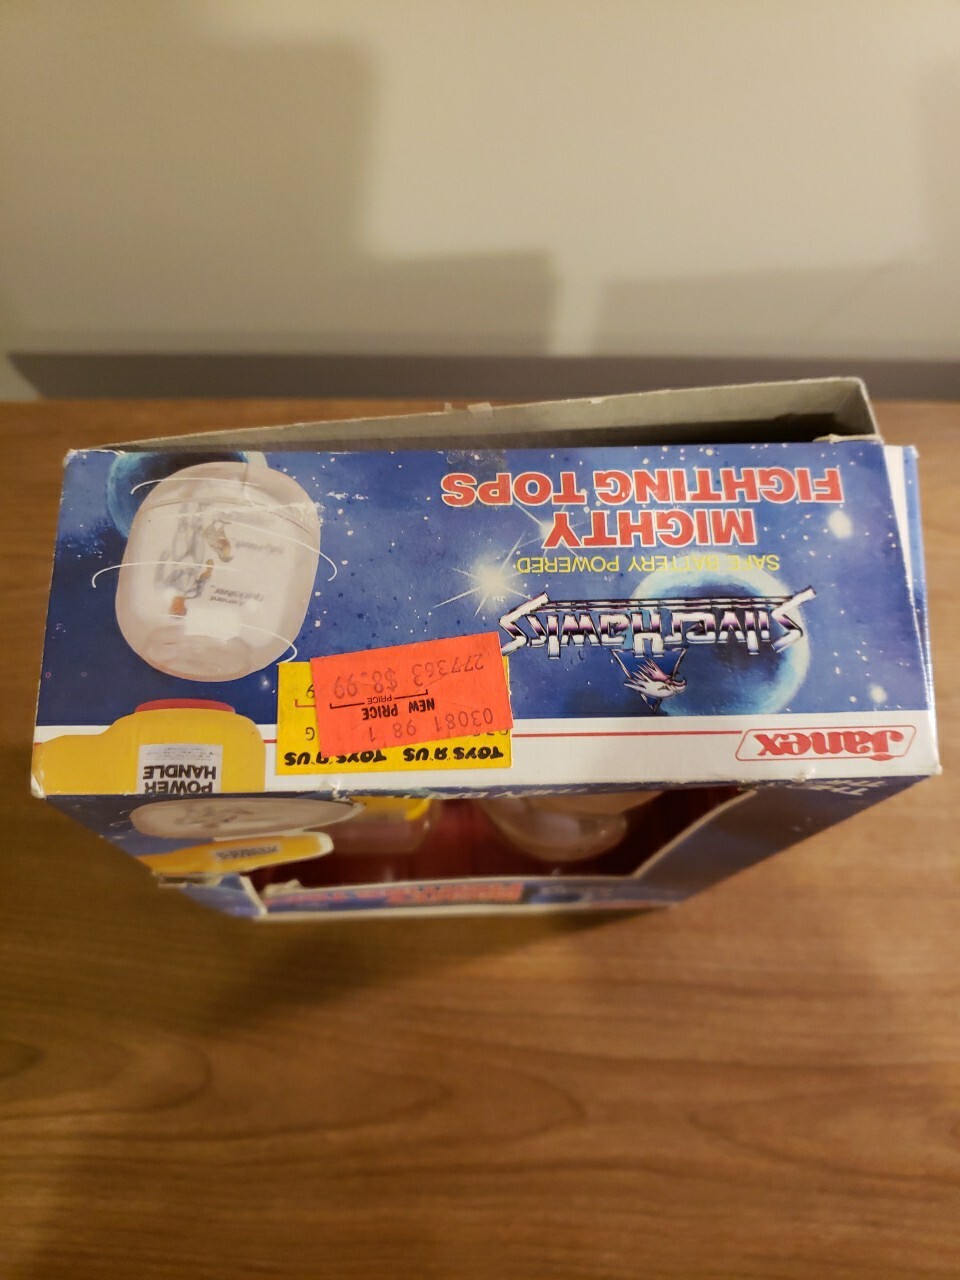 Janex
SilverHawks
SAFE BATTERY POWERED
MIGHTY
FIGHTING TOPS
TOYS "R" US TOYS "R" US
03081 98 1
NEW PRICE
PRICE
277363 $8.99
POWER
HANDLE